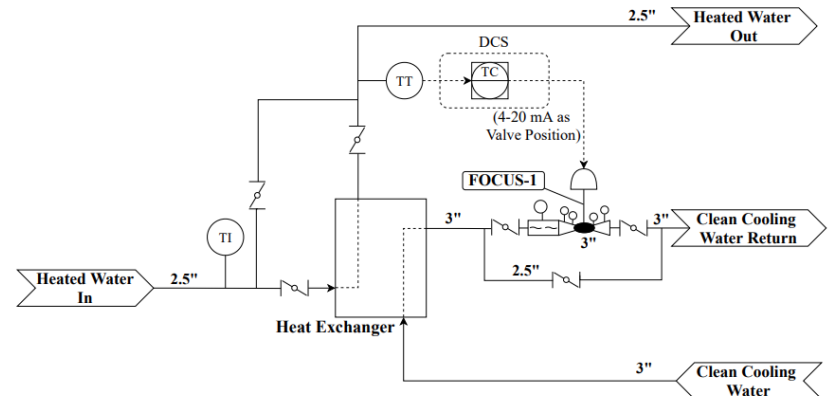 2.5"
Heated Water
Out
DCS
TT
TC
(4-20 mA as
Valve Position)
FOCUS-1
3"
3"
3"
Clean Cooling
Water Return
TI
2.5"
Heated Water
In
2.5"
Heat Exchanger
3"
Clean Cooling
Water